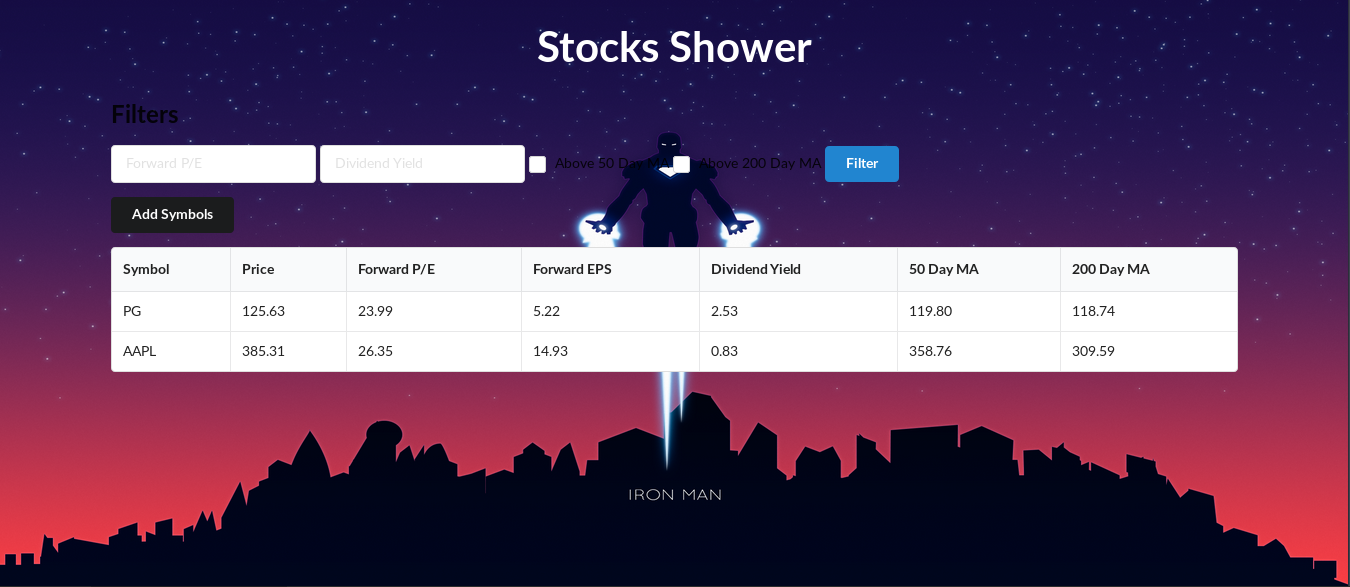 Stocks Shower
Filters
Forward P/E Dividend Yield Above 50 Day MA Above 200 Day MA Filter
Add Symbols
Symbol Price Forward P/E Forward EPS Dividend Yield 50 Day MA 200 Day MA
PG 125.63 23.99 5.22 2.53 119.80 118.74
AAPL 385.31 26.35 14.93 0.83 358.76 309.59
IRON MAN